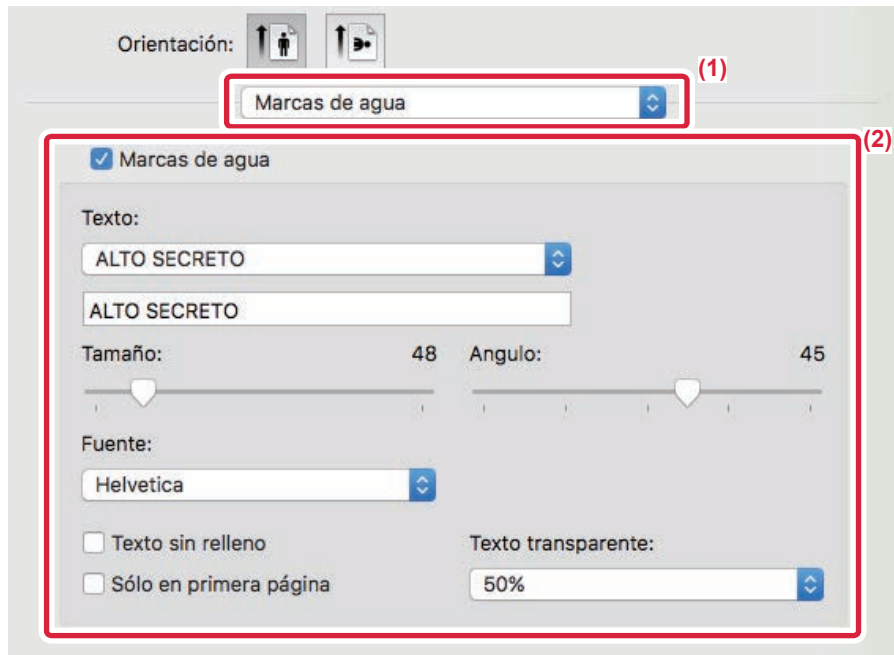 Orientación:
(1)
Marcas de agua
(2)
Marcas de agua
Texto:
ALTO SECRETO
ALTO SECRETO
Tamaño: 48 Angulo: 45
Fuente:
Helvetica
Texto sin relleno Texto transparente:
Sólo en primera página 50%